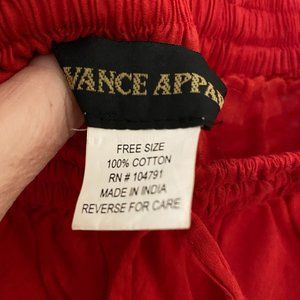 VANCE APPA
FREE SIZE
100% COTTON
RN # 104791
MADE IN INDIA
REVERSE FOR CARE